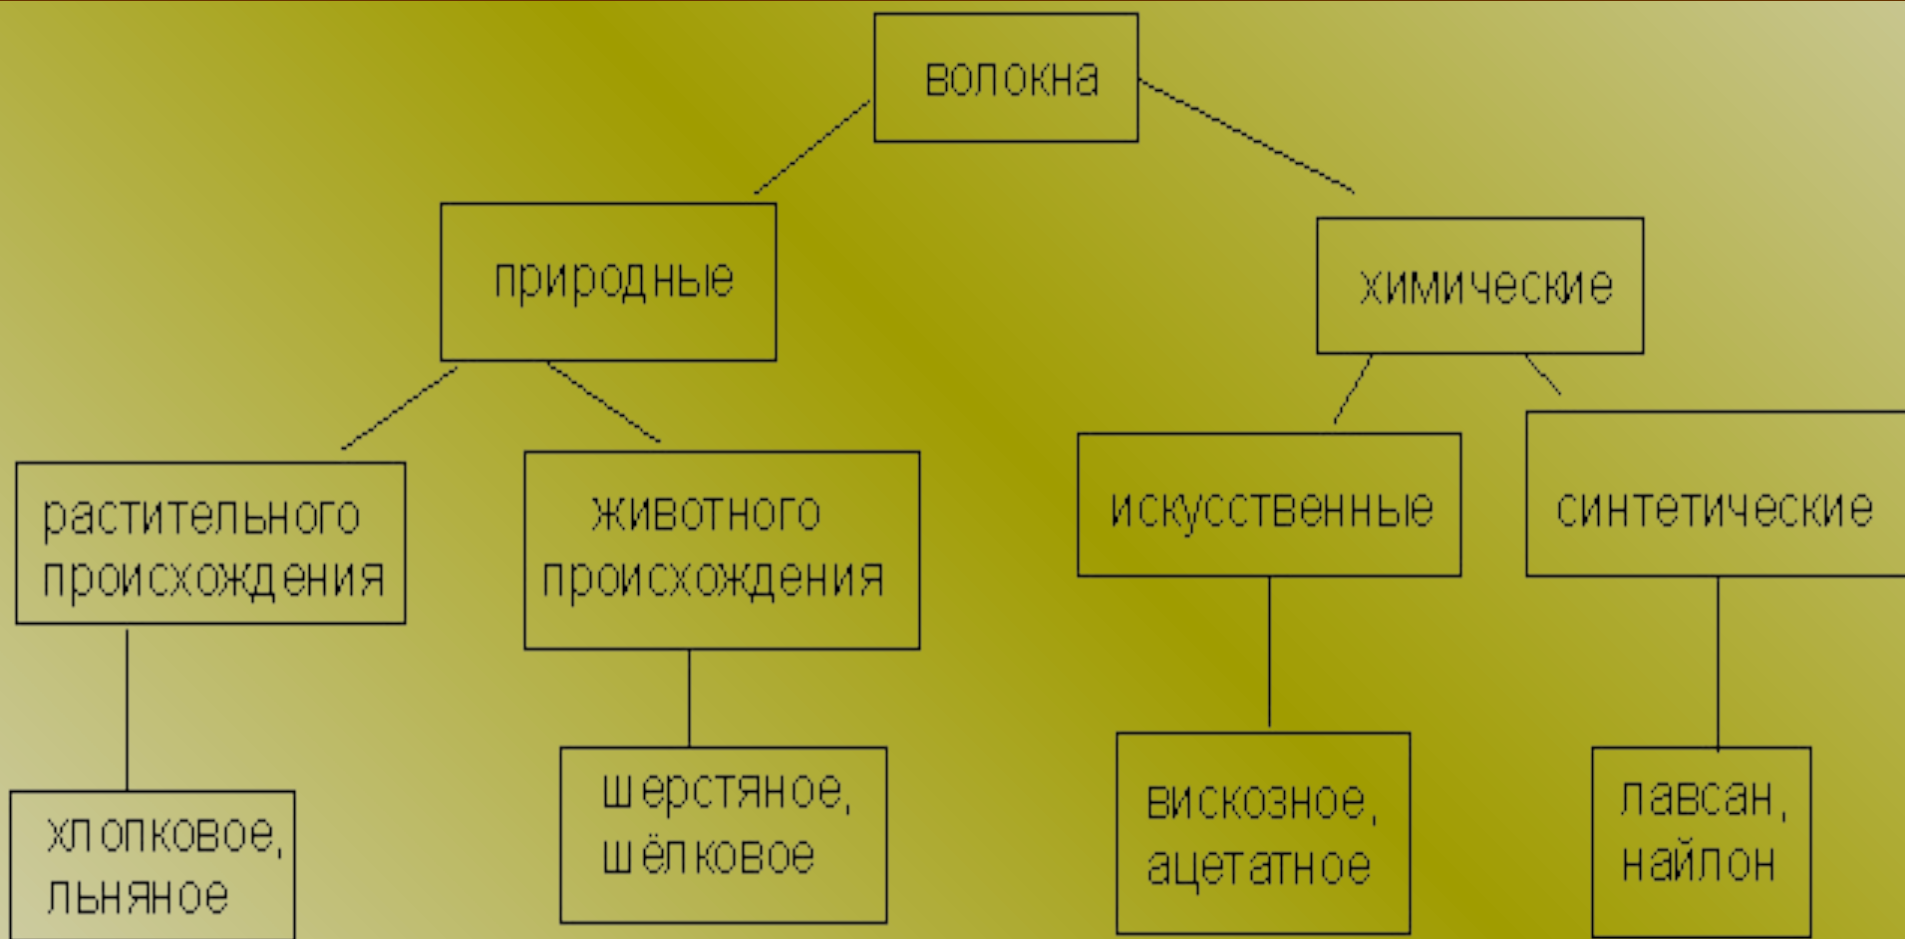 волокна
природные
химические
растительного
происхождения
животного
происхождения
искусственные
синтетические
хлопковое,
льняное
шерстяное,
шёлковое
вискозное,
ацетатное
лавсан,
найлон